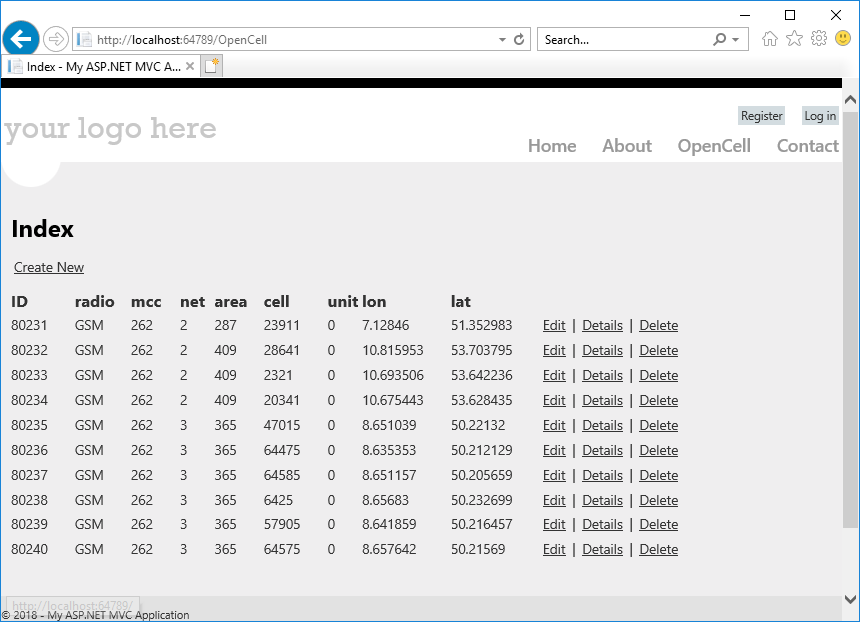 http://localhost:64789/OpenCell
Search...
Index - My ASP.NET MVC A...
Register Log in
your logo here
Home About OpenCell Contact
Index
Create New
ID radio mcc net area cell unit lon lat
80231 GSM 262 2 287 23911 0 7.12846 51.352983 Edit | Details | Delete
80232 GSM 262 2 409 28641 0 10.815953 53.703795 Edit | Details | Delete
80233 GSM 262 2 409 2321 0 10.693506 53.642236 Edit | Details | Delete
80234 GSM 262 2 409 20341 0 10.675443 53.628435 Edit | Details | Delete
80235 GSM 262 3 365 47015 0 8.651039 50.22132 Edit | Details | Delete
80236 GSM 262 3 365 64475 0 8.635353 50.212129 Edit | Details | Delete
80237 GSM 262 3 365 64585 0 8.651157 50.205659 Edit | Details | Delete
80238 GSM 262 3 365 6425 0 8.65683 50.232699 Edit | Details | Delete
80239 GSM 262 3 365 57905 0 8.641859 50.216457 Edit | Details | Delete
80240 GSM 262 3 365 64575 0 8.657642 50.21569 Edit | Details | Delete
http://localhost:64789/
© 2018 - My ASP.NET MVC Application